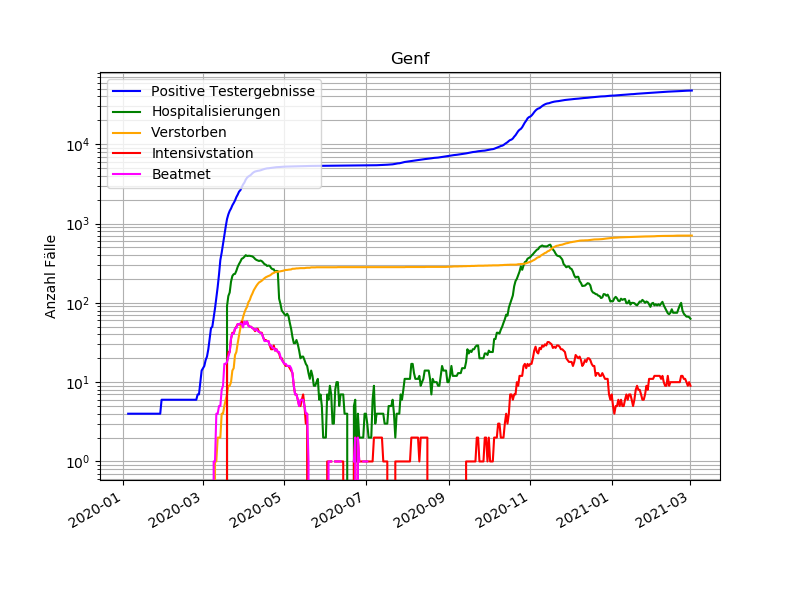 Genf
Positive Testergebnisse
Hospitalisierungen
Verstorben
Intensivstation
Beatmet
Anzahl Fälle
10⁴
10³
10²
10¹
10⁰
2020-01
2020-03
2020-05
2020-07
2020-09
2020-11
2021-01
2021-03